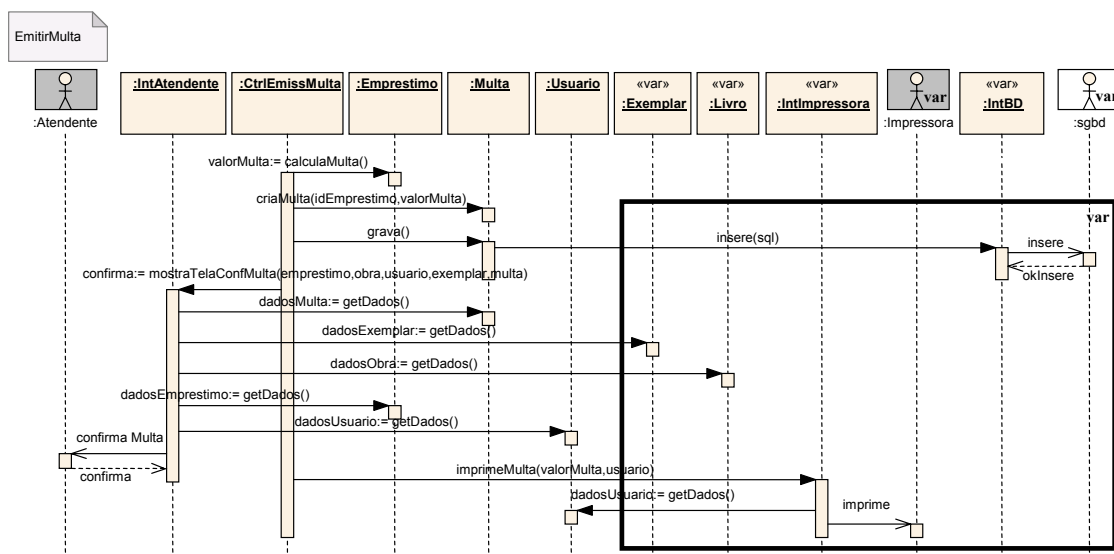 EmitirMulta
:Atendente
:IntAtendente
:CtrlEmissMulta
:Emprestimo
:Multa
:Usuario
«var»
:Exemplar
«var»
:Livro
«var»
:IntImpressora
var
:Impressora
«var»
:IntBD
var
:sgbd
valorMulta:= calculaMulta()
criaMulta(idEmprestimo,valorMulta)
var
grava()
insere(sql)
insere
okInsere
confirma:= mostraTelaConfMulta(emprestimo,obra,usuario,exemplar,multa)
dadosMulta:= getDados()
dadosExemplar:= getDados()
dadosObra:= getDados()
dadosEmprestimo:= getDados()
dadosUsuario:= getDados()
confirma Multa
confirma
imprimeMulta(valorMulta,usuario)
dadosUsuario:= getDados()
imprime